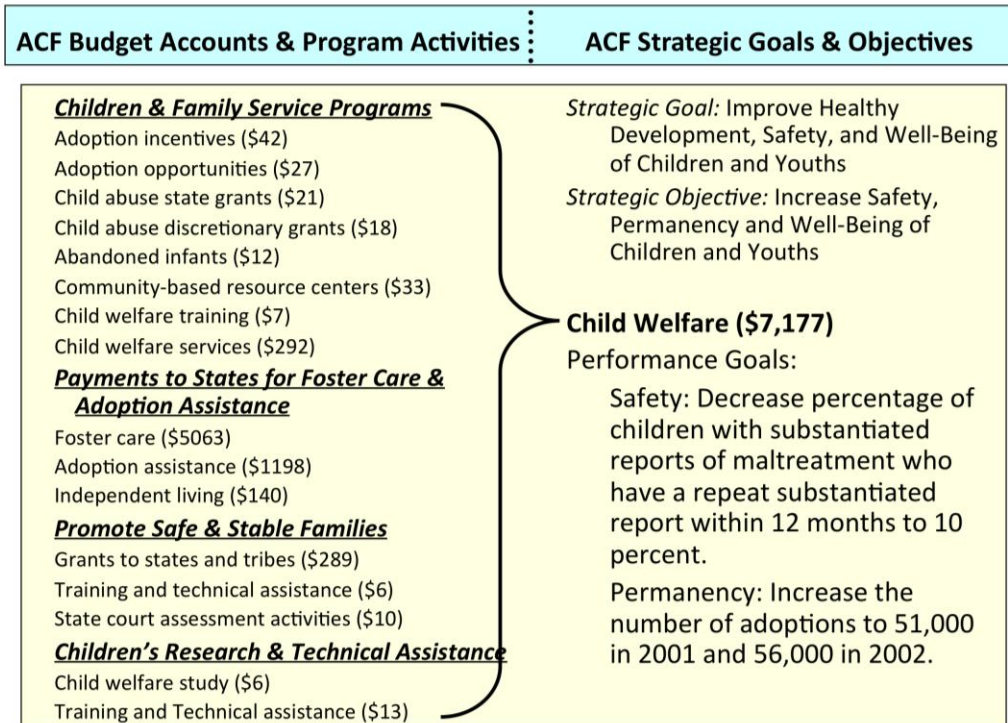 ACF Budget Accounts & Program Activities
ACF Strategic Goals & Objectives
Children & Family Service Programs
Adoption incentives ($42)
Adoption opportunities ($27)
Child abuse state grants ($21)
Child abuse discretionary grants ($18)
Abandoned infants ($12)
Community-based resource centers ($33)
Child welfare training ($7)
Child welfare services ($292)
Payments to States for Foster Care &
Adoption Assistance
Foster care ($5063)
Adoption assistance ($1198)
Independent living ($140)
Promote Safe & Stable Families
Grants to states and tribes ($289)
Training and technical assistance ($6)
State court assessment activities ($10)
Children's Research & Technical Assistance
Child welfare study ($6)
Training and Technical assistance ($13)
Strategic Goal: Improve Healthy
Development, Safety, and Well-Being
of Children and Youths
Strategic Objective: Increase Safety,
Permanency and Well-Being of
Children and Youths
Child Welfare ($7,177)
Performance Goals:
Safety: Decrease percentage of
children with substantiated
reports of maltreatment who
have a repeat substantiated
report within 12 months to 10
percent.
Permanency: Increase the
number of adoptions to 51,000
in 2001 and 56,000 in 2002.